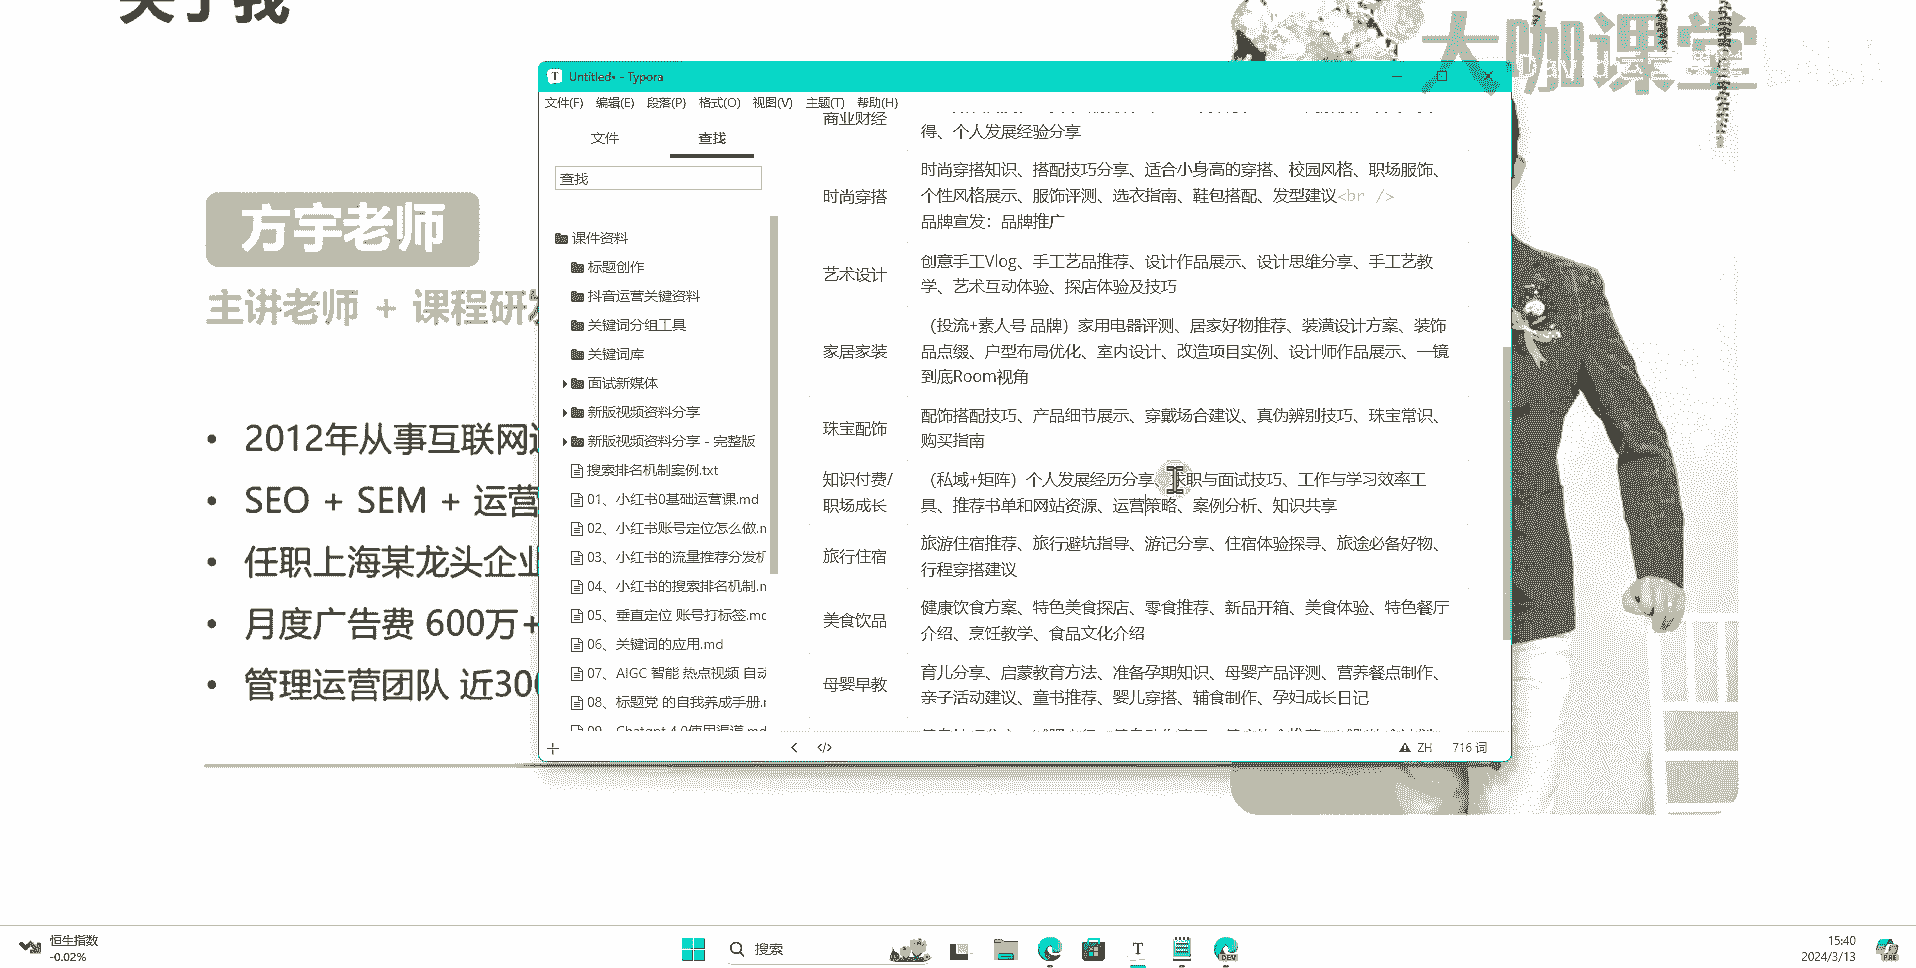 关于我
大咖课堂
方宇老师
主讲老师 + 课程研发
2012年从事互联网运
SEO + SEM + 运营
任职上海某龙头企业
月度广告费 600万+
管理运营团队 近300
Untitled• - Typora
文件(F) 编辑(E) 段落(P) 格式(O) 视图(V) 主题(T) 帮助(H)
文件 查找
查找
课件资料
标题创作
抖音运营关键资料
关键词分组工具
关键词库
面试新媒体
新版视频资料分享
新版视频资料分享 - 完整版
搜索排名机制案例.txt
01、小红书0基础运营课.md
02、小红书账号定位怎么做.m
03、小红书的流量推荐分发机
04、小红书的搜索排名机制.m
05、垂直定位 账号打标签.mc
06、关键词的应用.md
07、AIGC 智能 热点视频 自动
08、标题党 的自我养成手册.r
09、Chatgpt 4.0使用渠道.md
商业财经
得、个人发展经验分享
时尚穿搭
时尚穿搭知识、搭配技巧分享、适合小身高的穿搭、校园风格、职场服饰、
个性风格展示、服饰评测、选衣指南、鞋包搭配、发型建议<br />
品牌宣发：品牌推广
艺术设计
创意手工Vlog、手工艺品推荐、设计作品展示、设计思维分享、手工艺教
学、艺术互动体验、探店体验及技巧
家居家装
（投流+素人号 品牌）家用电器评测、居家好物推荐、装潢设计方案、装饰
品点缀、户型布局优化、室内设计、改造项目实例、设计师作品展示、一镜
到底Room视角
珠宝配饰
配饰搭配技巧、产品细节展示、穿戴场合建议、真伪辨别技巧、珠宝常识、
购买指南
知识付费/
职场成长
（私域+矩阵）个人发展经历分享、求职与面试技巧、工作与学习效率工
具、推荐书单和网站资源、运营策略、案例分析、知识共享
旅行住宿
旅游住宿推荐、旅行避坑指导、游记分享、住宿体验探寻、旅途必备好物、
行程穿搭建议
美食饮品
健康饮食方案、特色美食探店、零食推荐、新品开箱、美食体验、特色餐厅
介绍、烹饪教学、食品文化介绍
母婴早教
育儿分享、启蒙教育方法、准备孕期知识、母婴产品评测、营养餐点制作、
亲子活动建议、童书推荐、婴儿穿搭、辅食制作、孕妇成长日记
ZH 716 词
恒生指数
-0.02%
搜索
DEV
15:40
2024/3/13
PRE